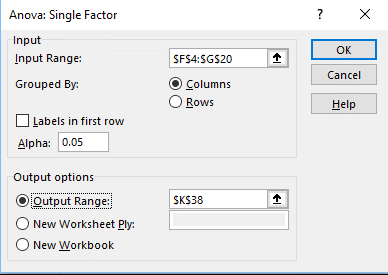 Anova: Single Factor
? ×
Input
Input Range: $F$4:$G$20
Grouped By: Columns
Rows
Labels in first row
Alpha: 0.05
OK
Cancel
Help
Output options
Output Range: $K$38
New Worksheet Ply:
New Workbook